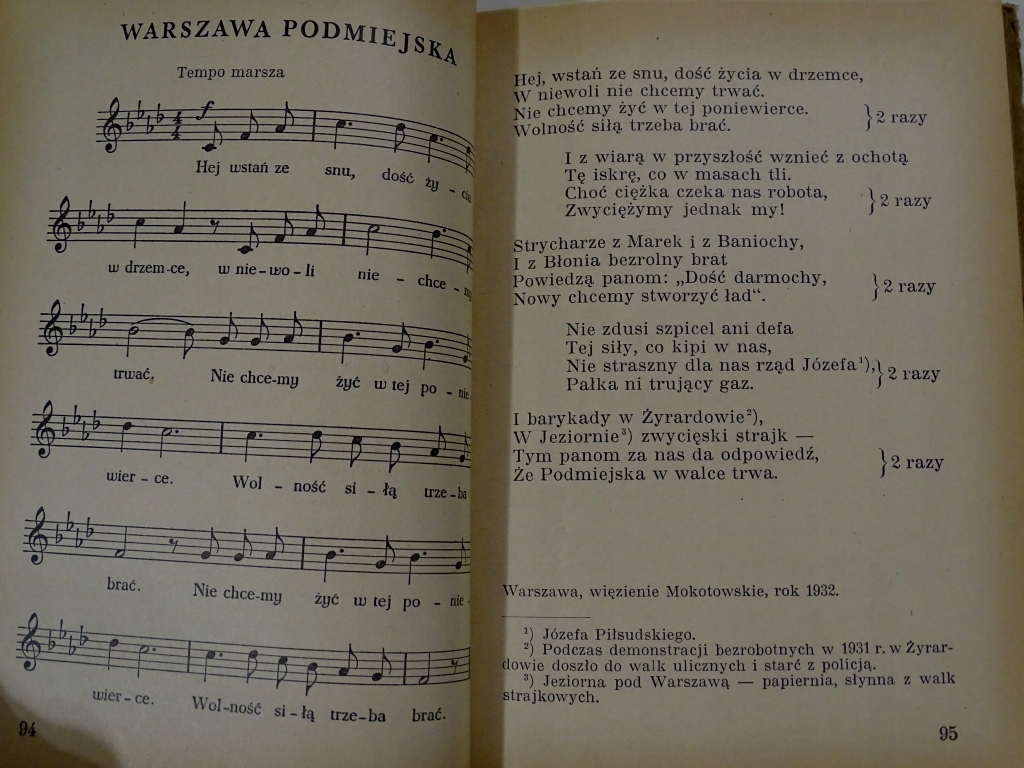 WARSZAWA PODMIEJSKA
Tempo marsza
f
4
4
Hej wstań ze snu, dość ży - cia
w drzem-ce, w nie-wo-li nie - chce - my
trwać. Nie chce-my żyć w tej po - nie-
wier - ce. Wol - ność si - łą trze-ba
brać. Nie chce-my żyć w tej po - nie-
wier-ce. Wol-ność si-łą trze-ba brać.
94
Hej, wstań ze snu, dość życia w drzemce,
W niewoli nie chcemy trwać.
Nie chcemy żyć w tej poniewierce.
Wolność siłą trzeba brać.
}2 razy
I z wiarą w przyszłość wznieć z ochotą
Tę iskrę, co w masach tli.
Choć ciężka czeka nas robota,
Zwyciężymy jednak my!
}2 razy
Strycharze z Marek i z Baniochy,
I z Błonia bezrolny brat
Powiedzą panom: „Dość darmochy,
Nowy chcemy stworzyć ład“.
}2 razy
Nie zdusi szpicel ani defa
Tej siły, co kipi w nas,
Nie straszny dla nas rząd Józefa¹),
Pałka ni trujący gaz.
}2 razy
I barykady w Żyrardowie²),
W Jeziornie³) zwycięski strajk —
Tym panom za nas da odpowiedź,
Że Podmiejska w walce trwa.
}2 razy
Warszawa, więzienie Mokotowskie, rok 1932.
¹) Józefa Piłsudskiego.
²) Podczas demonstracji bezrobotnych w 1931 r. w Żyrar-
dowie doszło do walk ulicznych i starć z policją.
³) Jeziorna pod Warszawą — papiernia, słynna z walk
strajkowych.
95